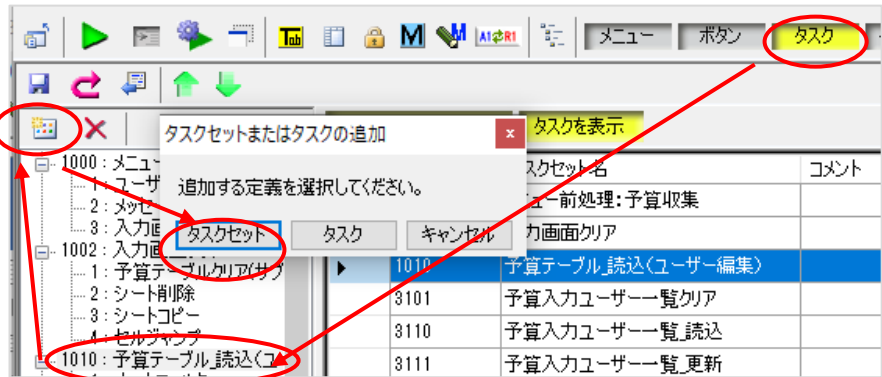 Tab M A1 R1 メニュー ボタン タスク
タスクセットまたはタスクの追加 x タスクを表示
追加する定義を選択してください。
タスクセット タスク キャンセル
1000 : メニュー
1 : ユーザ
2 : メッセ
3 : 入力画
1002 : 入力画
1 : 予算テーブルクリア(サブ
2 : シート削除
3 : シートコピー
4 : セルジャンプ
1010 : 予算テーブル_読込(ユ
スクセット名 コメント
ュー前処理:予算収集
力画面クリア
1010 予算テーブル_読込(ユーザー編集)
3101 予算入力ユーザー一覧クリア
3110 予算入力ユーザー一覧_読込
3111 予算入力ユーザー一覧_更新